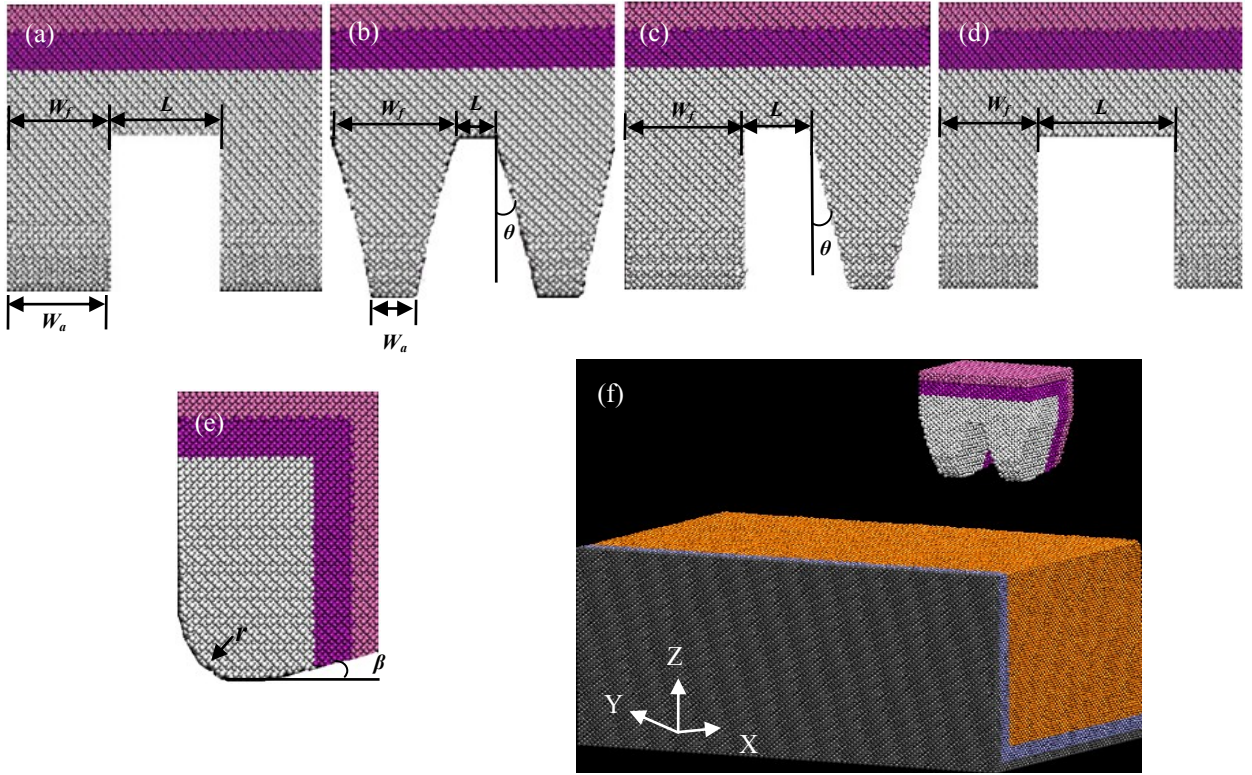 (a) (b) (c) (d)
W_f L W_f L W_f L W_f L
θ θ
W_a W_a
(e) (f)
r
β
Z
Y
X